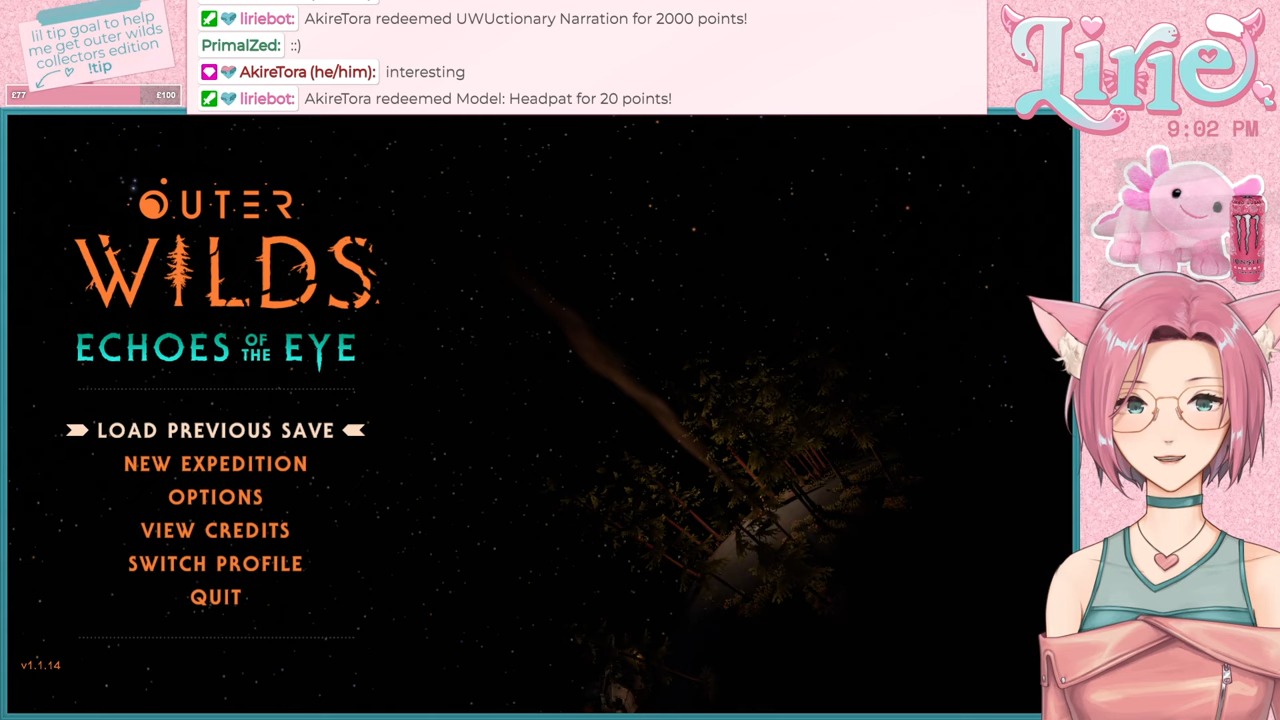 lil tip goal to help
me get outer wilds
collectors edition
!tip
£77
£100
liriebot: AkireTora redeemed UWUctionary Narration for 2000 points!
PrimalZed: ::)
AkireTora (he/him): interesting
liriebot: AkireTora redeemed Model: Headpat for 20 points!
Lirie
9:02 PM
OUTER
WILDS
ECHOES OF THE EYE
LOAD PREVIOUS SAVE
NEW EXPEDITION
OPTIONS
VIEW CREDITS
SWITCH PROFILE
QUIT
v1.1.14